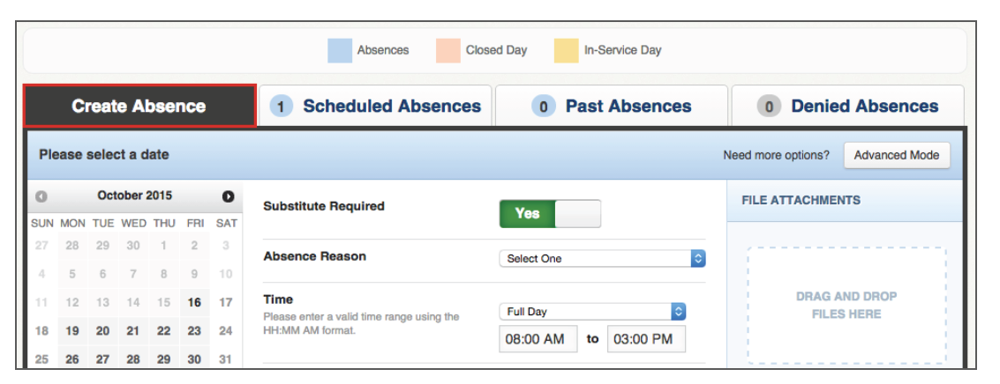 Absences Closed Day In-Service Day
Create Absence 1 Scheduled Absences 0 Past Absences 0 Denied Absences
Please select a date Need more options? Advanced Mode
October 2015
SUN MON TUE WED THU FRI SAT
27 28 29 30 1 2 3
4 5 6 7 8 9 10
11 12 13 14 15 16 17
18 19 20 21 22 23 24
25 26 27 28 29 30 31
Substitute Required Yes
Absence Reason Select One
Time
Please enter a valid time range using the
HH:MM AM format.
Full Day
08:00 AM to 03:00 PM
FILE ATTACHMENTS
DRAG AND DROP
FILES HERE